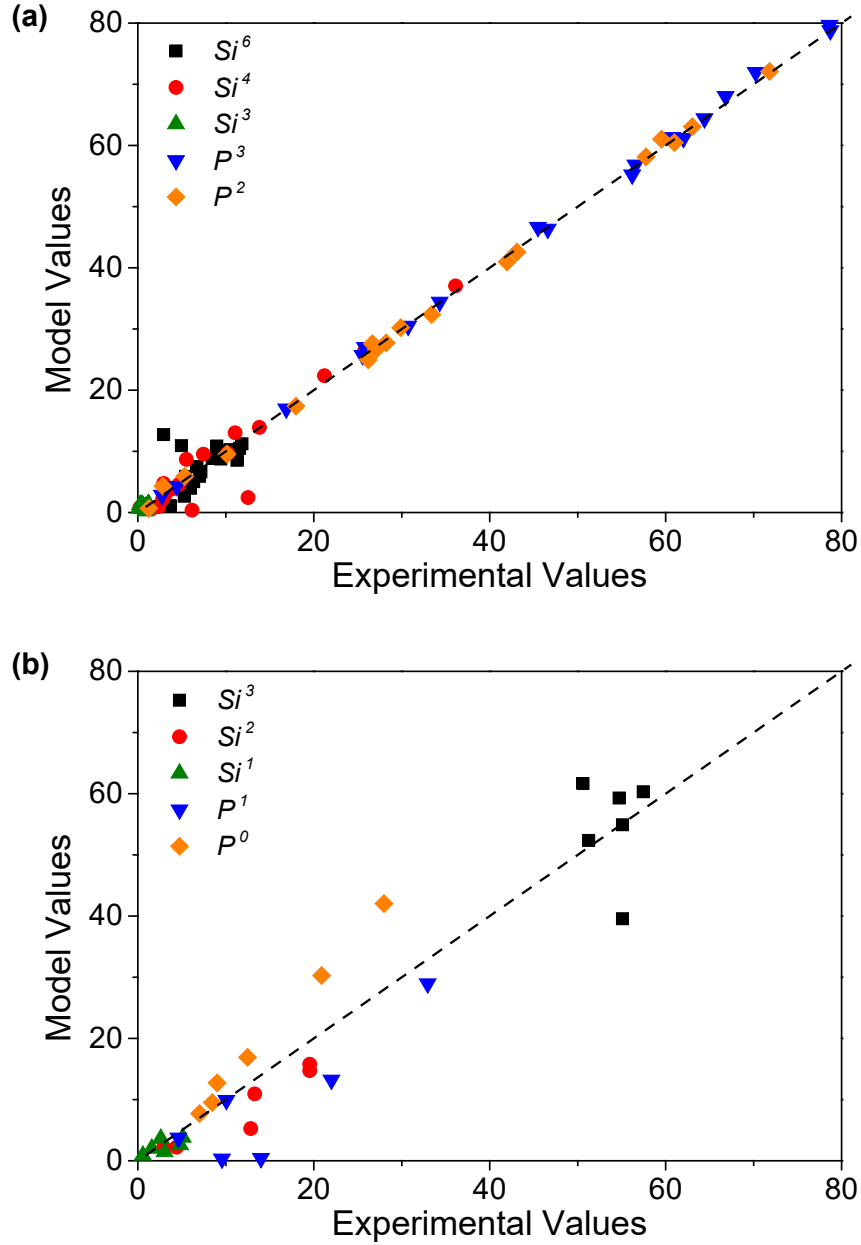 (a)
80
60
40
20
0
Model Values
Si⁶
Si⁴
Si³
P³
P²
0 20 40 60 80
Experimental Values
(b)
80
60
40
20
0
Model Values
Si³
Si²
Si¹
P¹
P⁰
0 20 40 60 80
Experimental Values